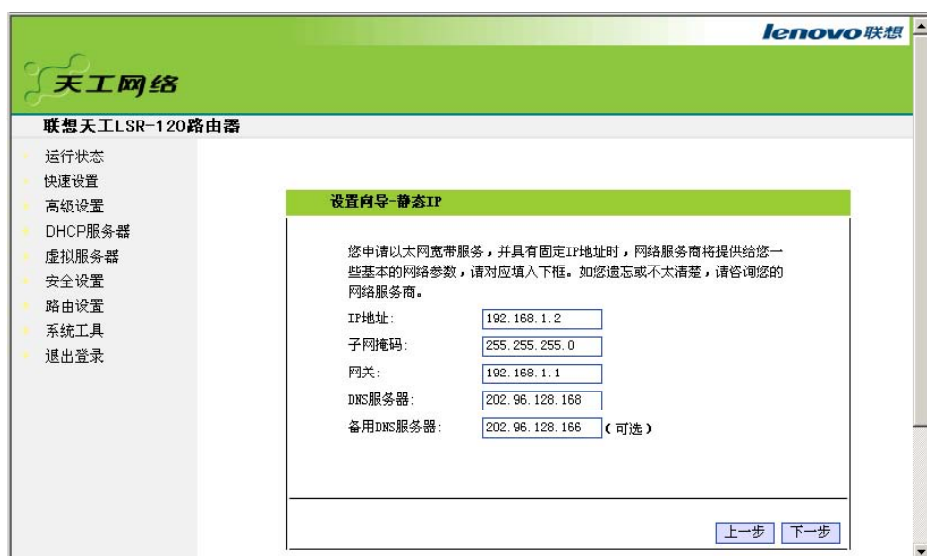 lenovo联想
天工网络
联想天工LSR-120路由器
运行状态
快速设置
高级设置
DHCP服务器
虚拟服务器
安全设置
路由设置
系统工具
退出登录
设置向导-静态IP
您申请以太网宽带服务，并具有固定IP地址时，网络服务商将提供给您一
些基本的网络参数，请对应填入下框。如您遗忘或不太清楚，请咨询您的
网络服务商。
IP地址: 192.168.1.2
子网掩码: 255.255.255.0
网关: 192.168.1.1
DNS服务器: 202.96.128.168
备用DNS服务器: 202.96.128.166 (可选)
上一步 下一步